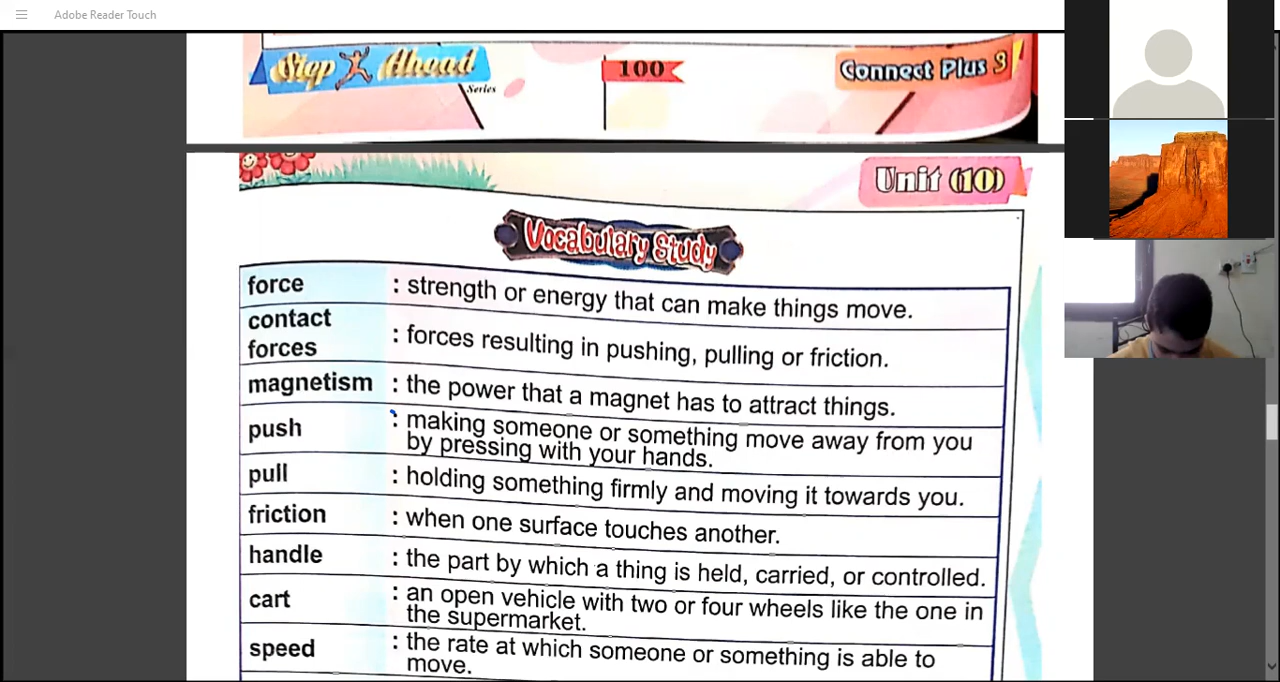 Adobe Reader Touch
Step Ahead
Series
100
Connect Plus 3
Unit (10)
Vocabulary Study
force : strength or energy that can make things move.
contact forces : forces resulting in pushing, pulling or friction.
magnetism : the power that a magnet has to attract things.
push : making someone or something move away from you
by pressing with your hands.
pull : holding something firmly and moving it towards you.
friction : when one surface touches another.
handle : the part by which a thing is held, carried, or controlled.
cart : an open vehicle with two or four wheels like the one in
the supermarket.
speed : the rate at which someone or something is able to
move.